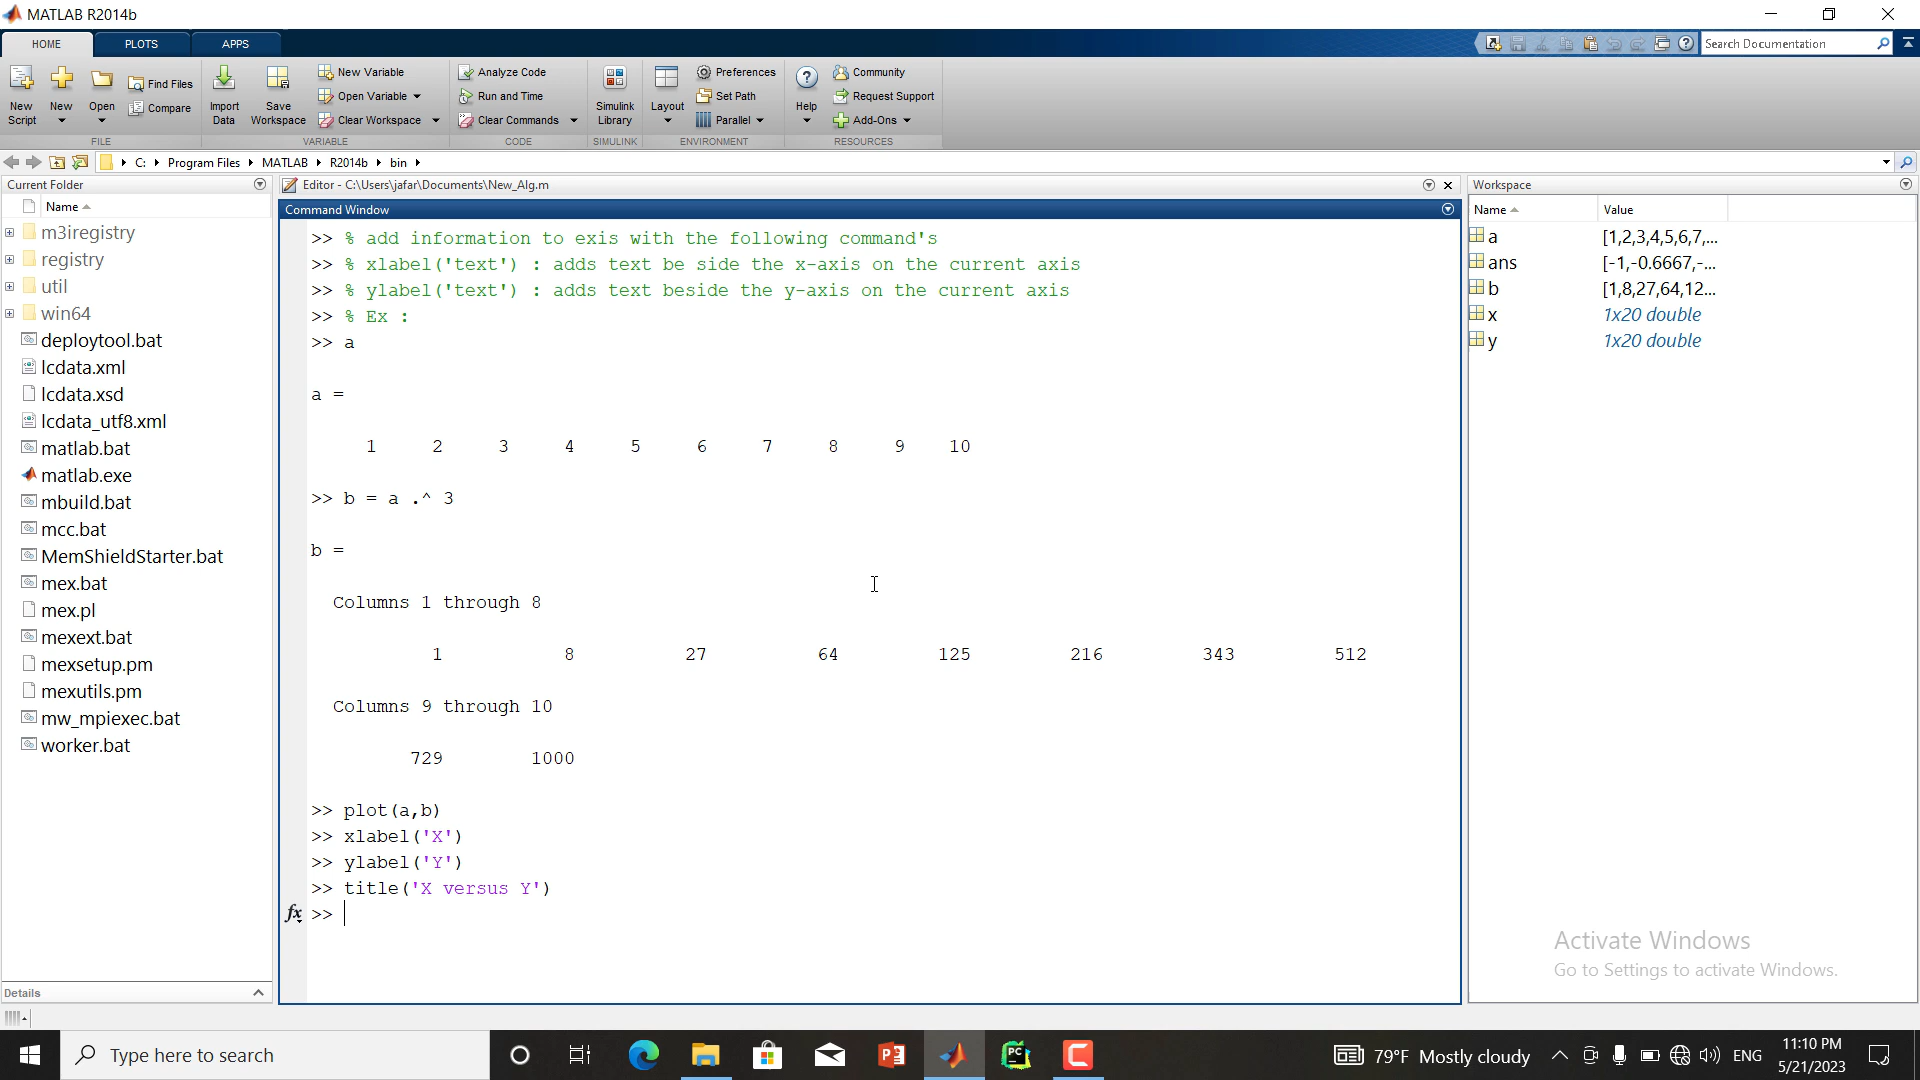 MATLAB R2014b
HOME PLOTS APPS
Search Documentation
New Script
New
Open
Find Files
Compare
FILE
Import Data
Save Workspace
New Variable
Open Variable
Clear Workspace
VARIABLE
Analyze Code
Run and Time
Clear Commands
CODE
Simulink Library
SIMULINK
Layout
Preferences
Set Path
Parallel
ENVIRONMENT
Help
Community
Request Support
Add-Ons
RESOURCES
C: Program Files MATLAB R2014b bin
Current Folder
Name
m3iregistry
registry
util
win64
deploytool.bat
lcdata.xml
lcdata.xsd
lcdata_utf8.xml
matlab.bat
matlab.exe
mbuild.bat
mcc.bat
MemShieldStarter.bat
mex.bat
mex.pl
mexext.bat
mexsetup.pm
mexutils.pm
mw_mpiexec.bat
worker.bat
Details
Editor - C:\Users\jafar\Documents\New_Alg.m
Command Window
>> % add information to exis with the following command's
>> % xlabel('text') : adds text be side the x-axis on the current axis
>> % ylabel('text') : adds text beside the y-axis on the current axis
>> % Ex :
>> a
a =
1 2 3 4 5 6 7 8 9 10
>> b = a .^ 3
b =
Columns 1 through 8
1 8 27 64 125 216 343 512
Columns 9 through 10
729 1000
>> plot(a,b)
>> xlabel('X')
>> ylabel('Y')
>> title('X versus Y')
fx >>
Workspace
Name Value
a [1,2,3,4,5,6,7,...
ans [-1,-0.6667,-...
b [1,8,27,64,12...
x 1x20 double
y 1x20 double
Activate Windows
Go to Settings to activate Windows.
Type here to search
79°F Mostly cloudy
ENG
11:10 PM
5/21/2023